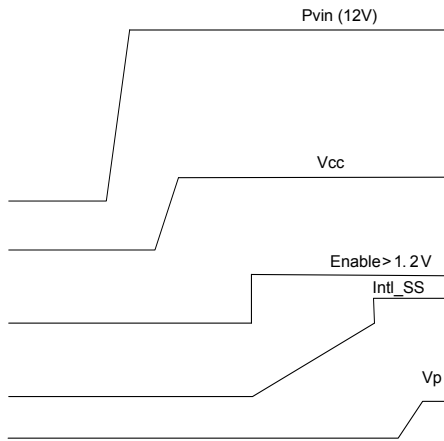 Pvin (12V)
Vcc
Enable>1.2V
Intl_SS
Vp